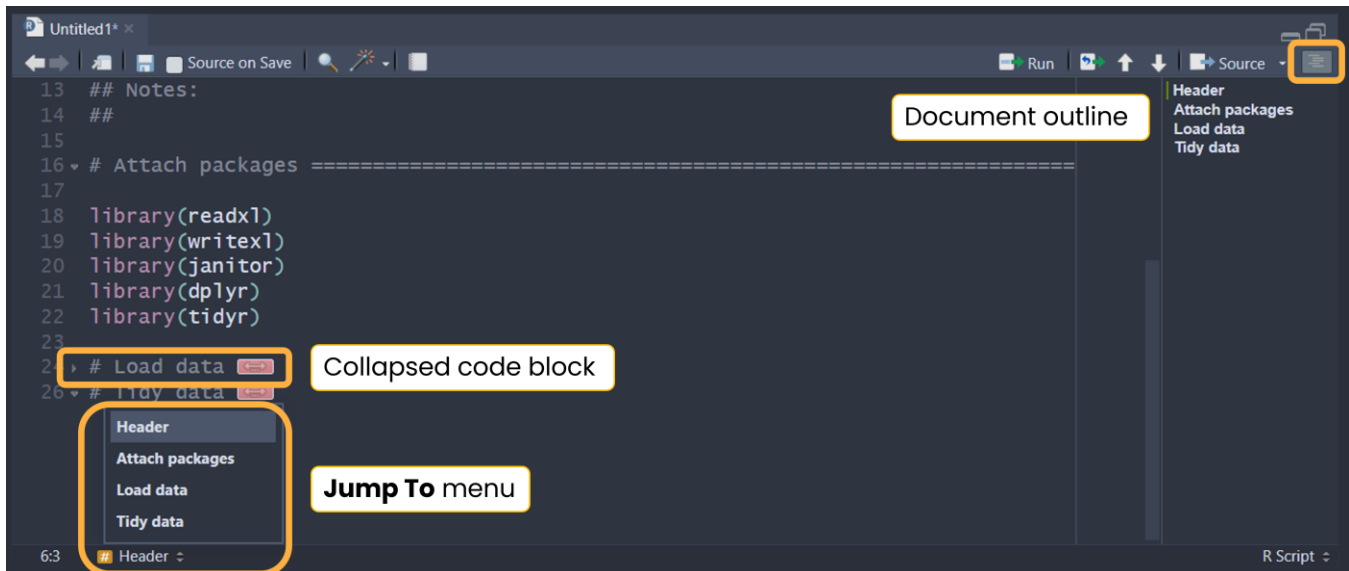 Untitled1*
Source on Save
Run
Source
13 ## Notes:
14 ##
15
16 # Attach packages =============================================================
17
18 library(readxl)
19 library(writexl)
20 library(janitor)
21 library(dplyr)
22 library(tidyr)
23
24 # Load data
26 # Tidy data
Document outline
Header
Attach packages
Load data
Tidy data
Collapsed code block
Header
Attach packages
Load data
Tidy data
Jump To menu
6:3 # Header
R Script